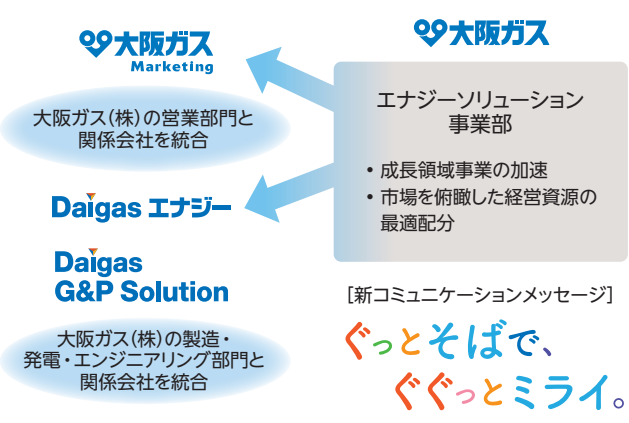 大阪ガス
Marketing
大阪ガス(株)の営業部門と
関係会社を統合
Daigas エナジー
Daigas
G&P Solution
大阪ガス(株)の製造・
発電・エンジニアリング部門と
関係会社を統合
大阪ガス
エナジーソリューション
事業部
• 成長領域事業の加速
• 市場を俯瞰した経営資源の
最適配分
[新コミュニケーションメッセージ]
ぐっとそばで、
ぐぐっとミライ。